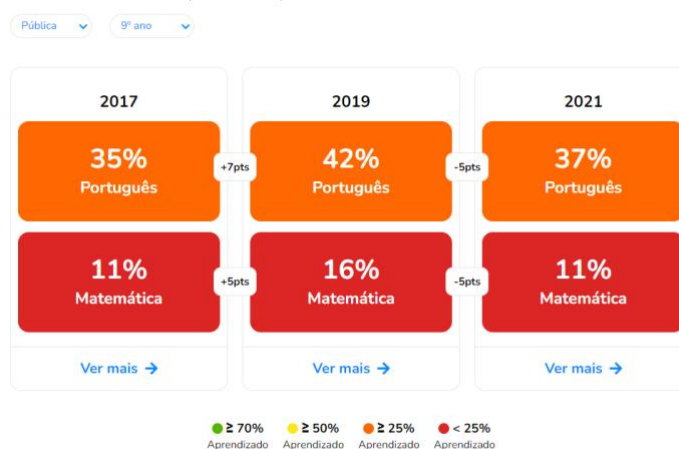 Pública 9º ano
2017 2019 2021
35% 42% 37%
Português +7pts Português -5pts Português
11% 16% 11%
Matemática +5pts Matemática -5pts Matemática
Ver mais → Ver mais → Ver mais →
≥ 70% ≥ 50% ≥ 25% < 25%
Aprendizado Aprendizado Aprendizado Aprendizado